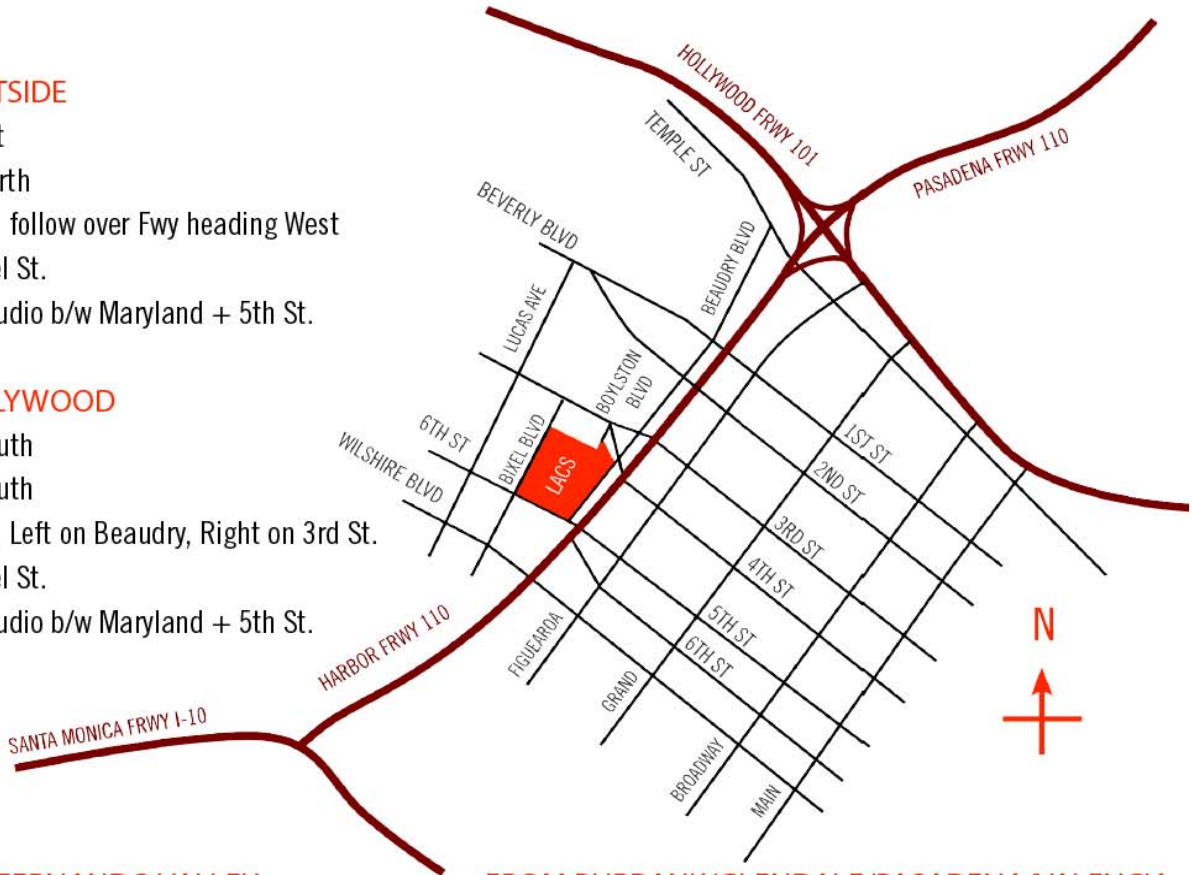 TSIDE
t
rth
follow over Fwy heading West
el St.
udio b/w Maryland + 5th St.
LYWOOD
uth
uth
Left on Beaudry, Right on 3rd St.
el St.
udio b/w Maryland + 5th St.
HOLLYWOOD FRWY 101
PASADENA FRWY 110
TEMPLE ST
BEVERLY BLVD
BEAUDRY BLVD
LUCAS AVE
BOYLSTON
BLVD
BIXEL BLVD
6TH ST
WILSHIRE BLVD
LACS
1ST ST
2ND ST
3RD ST
4TH ST
5TH ST
6TH ST
FIGUEAROA
GRAND
BROADWAY
MAIN
HARBOR FRWY 110
SANTA MONICA FRWY I-10
N